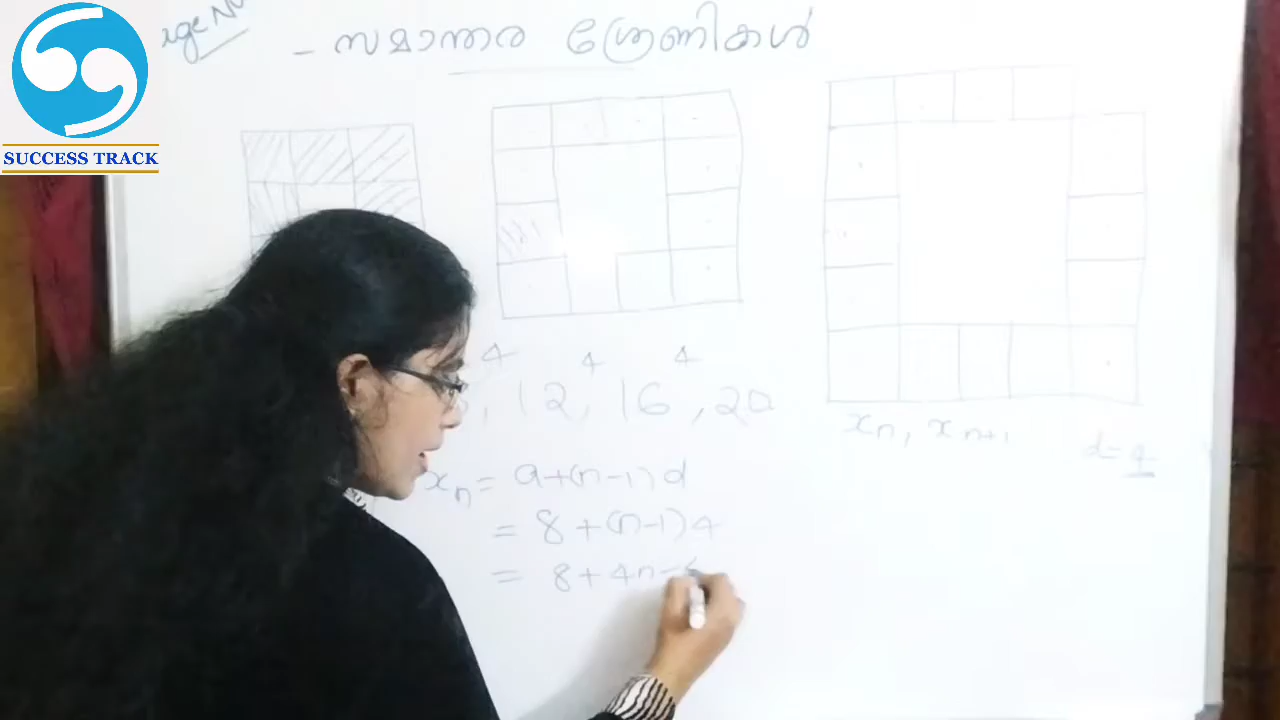 SUCCESS TRACK
- സമാന്തര ശ്രേണികൾ
, 12, 16, 20
4 4 4
xn, xn+1
d=4
xn = a+(n-1)d
= 8+(n-1)4
= 8+4n-